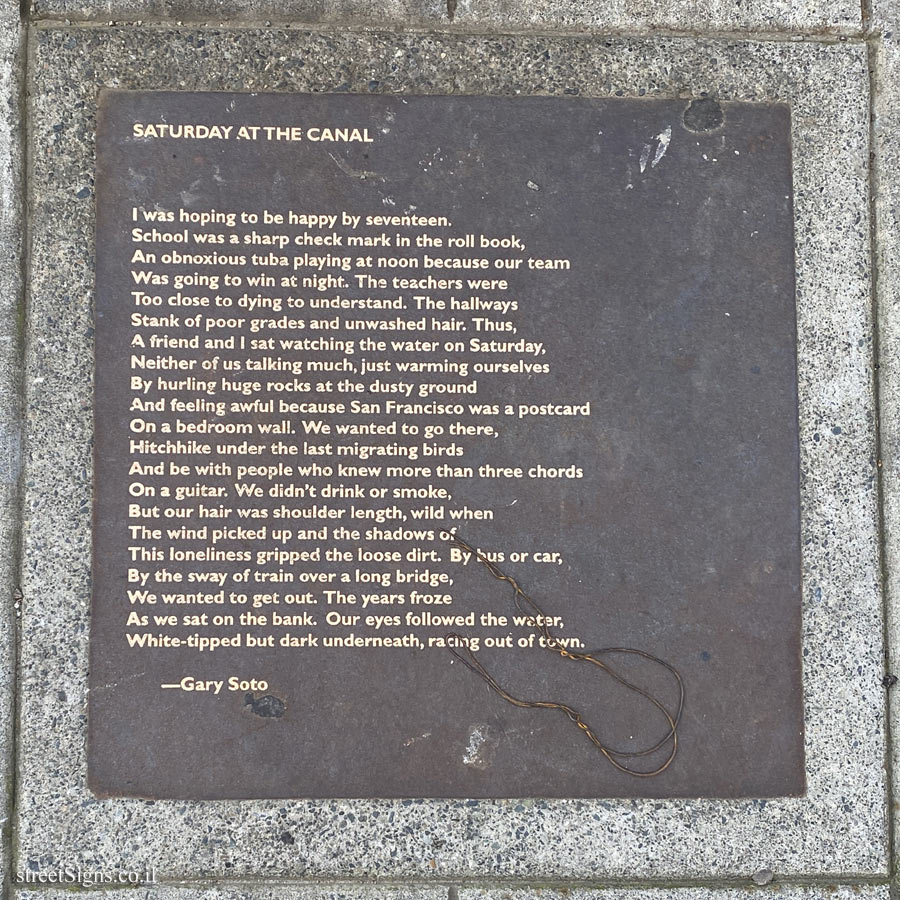 SATURDAY AT THE CANAL
I was hoping to be happy by seventeen.
School was a sharp check mark in the roll book,
An obnoxious tuba playing at noon because our team
Was going to win at night. The teachers were
Too close to dying to understand. The hallways
Stank of poor grades and unwashed hair. Thus,
A friend and I sat watching the water on Saturday,
Neither of us talking much, just warming ourselves
By hurling huge rocks at the dusty ground
And feeling awful because San Francisco was a postcard
On a bedroom wall. We wanted to go there,
Hitchhike under the last migrating birds
And be with people who knew more than three chords
On a guitar. We didn't drink or smoke,
But our hair was shoulder length, wild when
The wind picked up and the shadows of
This loneliness gripped the loose dirt. By bus or car,
By the sway of train over a long bridge,
We wanted to get out. The years froze
As we sat on the bank. Our eyes followed the water,
White-tipped but dark underneath, racing out of town.
—Gary Soto
streetSigns.co.il